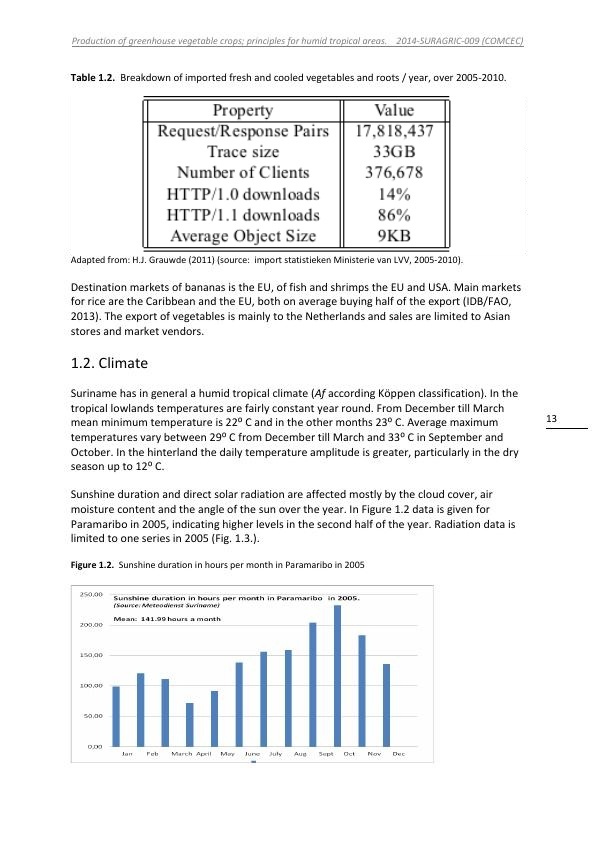 Production of greenhouse vegetable crops; principles for humid tropical areas. 2014-SURAGRIC-009 (COMCEC)
Table 1.2. Breakdown of imported fresh and cooled vegetables and roots / year, over 2005-2010.
Property Value
Request/Response Pairs 17,818,437
Trace size 33GB
Number of Clients 376,678
HTTP/1.0 downloads 14%
HTTP/1.1 downloads 86%
Average Object Size 9KB
Adapted from: H.J. Grauwde (2011) (source: import statistieken Ministerie van LVV, 2005-2010).
Destination markets of bananas is the EU, of fish and shrimps the EU and USA. Main markets
for rice are the Caribbean and the EU, both on average buying half of the export (IDB/FAO,
2013). The export of vegetables is mainly to the Netherlands and sales are limited to Asian
stores and market vendors.
1.2. Climate
Suriname has in general a humid tropical climate (Af according Köppen classification). In the
tropical lowlands temperatures are fairly constant year round. From December till March
mean minimum temperature is 22⁰ C and in the other months 23⁰ C. Average maximum
temperatures vary between 29⁰ C from December till March and 33⁰ C in September and
October. In the hinterland the daily temperature amplitude is greater, particularly in the dry
season up to 12⁰ C.
13
Sunshine duration and direct solar radiation are affected mostly by the cloud cover, air
moisture content and the angle of the sun over the year. In Figure 1.2 data is given for
Paramaribo in 2005, indicating higher levels in the second half of the year. Radiation data is
limited to one series in 2005 (Fig. 1.3.).
Figure 1.2. Sunshine duration in hours per month in Paramaribo in 2005
Sunshine duration in hours per month in Paramaribo in 2005.
(Source: Meteodienst Suriname)
Mean: 141.99 hours a month
250,00
200,00
150,00
100,00
50,00
0,00
Jan Feb March April May June July Aug Sept Oct Nov Dec